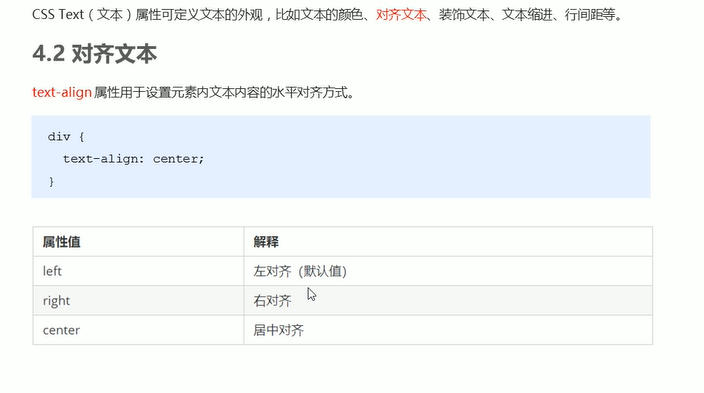 CSS Text（文本）属性可定义文本的外观，比如文本的颜色、对齐文本、装饰文本、文本缩进、行间距等。
4.2 对齐文本
text-align 属性用于设置元素内文本内容的水平对齐方式。
div {
  text-align: center;
}
属性值 解释
left 左对齐（默认值）
right 右对齐
center 居中对齐